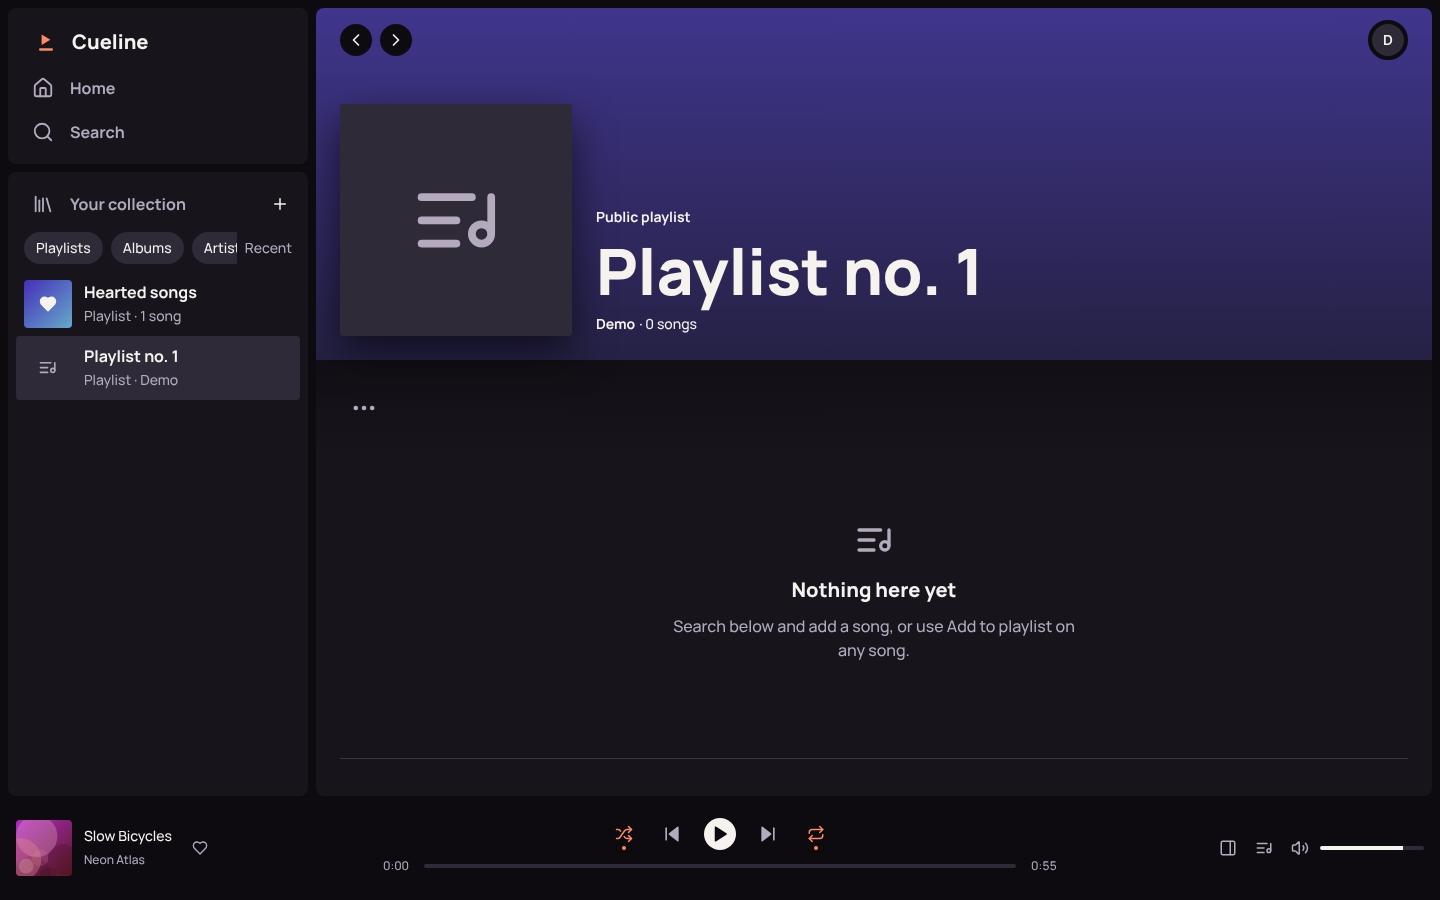 Cueline
Home
Search
Your collection
Playlists
Albums
Artist
Recent
Hearted songs
Playlist · 1 song
Playlist no. 1
Playlist · Demo
D
Public playlist
Playlist no. 1
Demo · 0 songs
Nothing here yet
Search below and add a song, or use Add to playlist on
any song.
Slow Bicycles
Neon Atlas
0:00
0:55